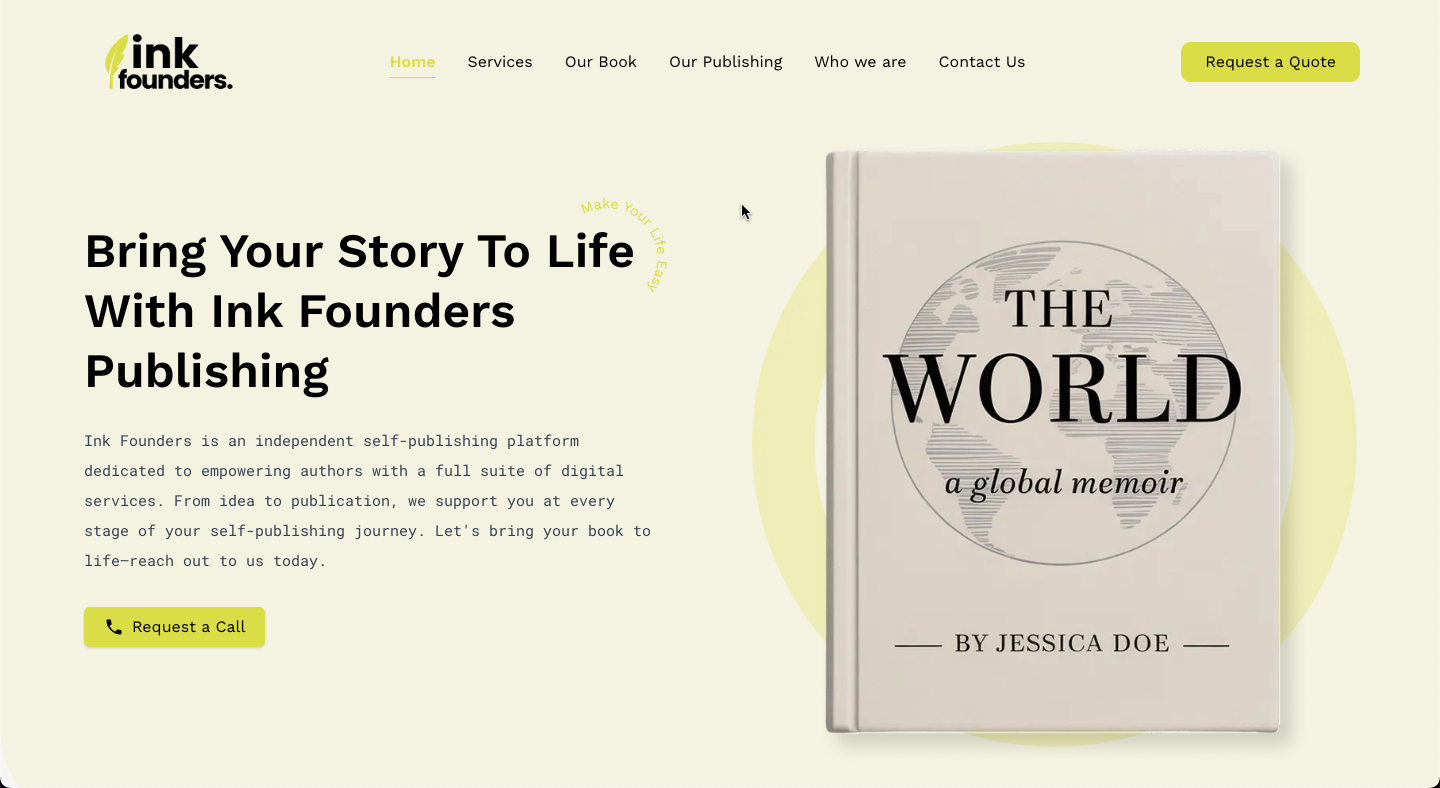 ink
founders.
Home
Services
Our Book
Our Publishing
Who we are
Contact Us
Request a Quote
Make Your Life Easy
Bring Your Story To Life
With Ink Founders
Publishing
Ink Founders is an independent self-publishing platform
dedicated to empowering authors with a full suite of digital
services. From idea to publication, we support you at every
stage of your self-publishing journey. Let's bring your book to
life—reach out to us today.
Request a Call
THE
WORLD
a global memoir
BY JESSICA DOE